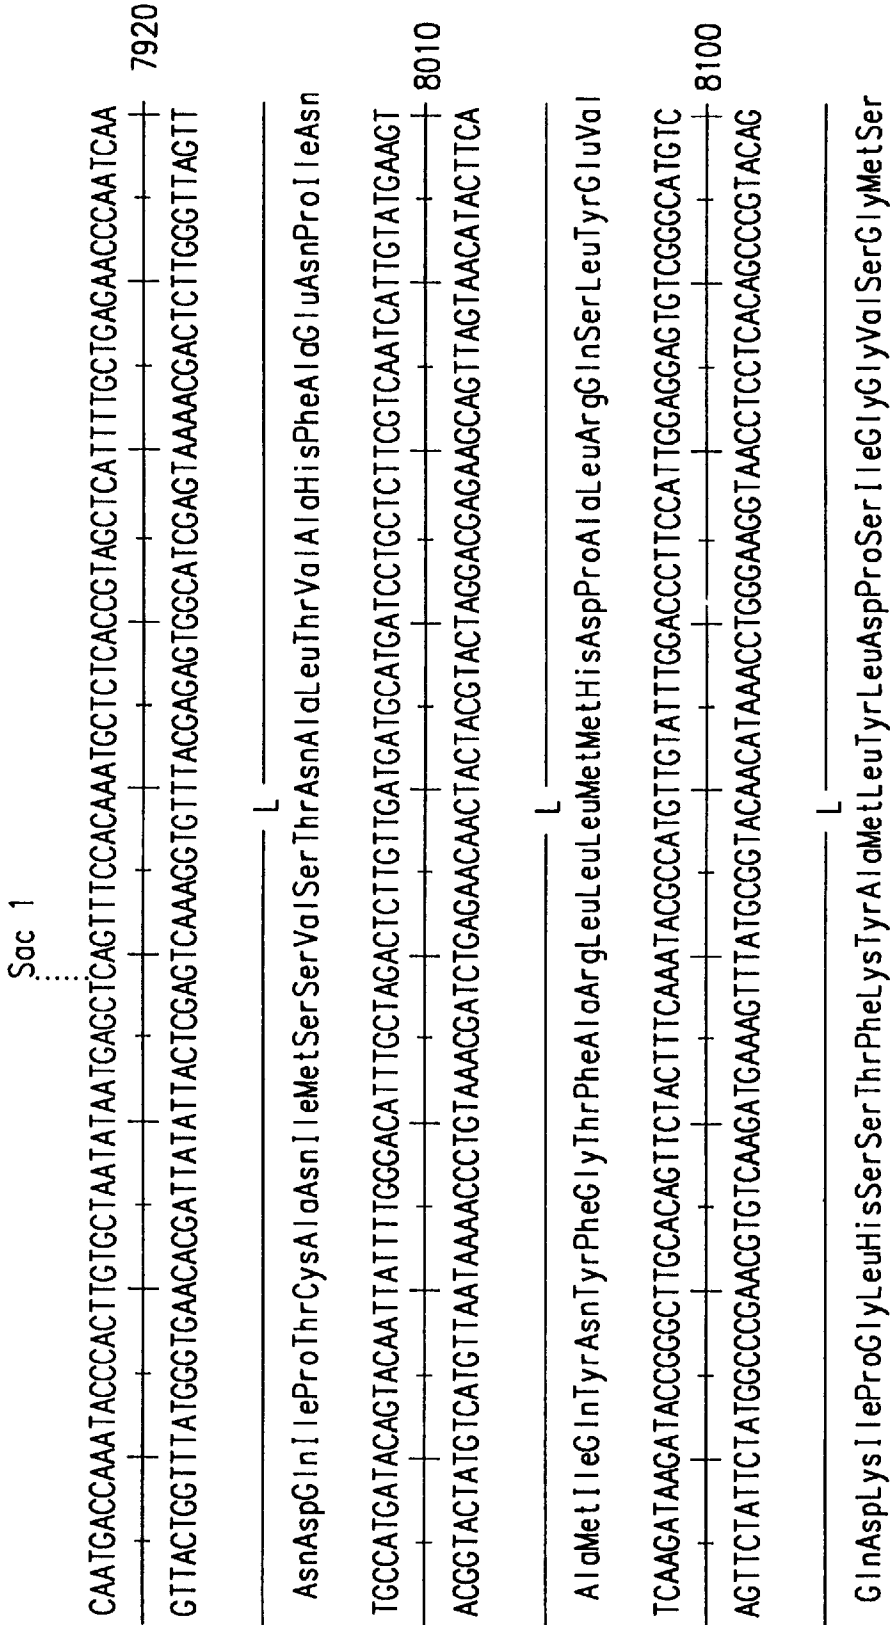 Sac 1
CAATGACCAAATACCCACTTGTGCTAATATAATGAGCTCAGTTTCCACAAATGCTCTCACCGTAGCTCATTTTGCTGAGAACCCAATCAA
7920
GTTACTGGTTTATGGGTGAACACGATTATATTACTCGAGTCAAAGGTGTTTACGAGAGTGGCATCGAGTAAAACGACTCTTGGGTTAGTT
L
AsnAspGlnIleProThrCysAlaAsnIleMetSerSerValSerThrAsnAlaLeuThrValAlaHisPheAlaGluAsnProIleAsn
TGCCATGATACAGTACAATTATTTTGGGACATTTGCTAGACTCTTGTTGATGATGCATGATCCTGCTCTTCGTCAATCATTGTATGAAGT
8010
ACGGTACTATGTCATGTTAATAAAACCCTGTAAACGATCTGAGAACAACTACTACGTACTAGGACGAGAAGCAGTTAGTAACATACTTCA
L
AlaMetIleGlnTyrAsnTyrPheGlyThrPheAlaArgLeuLeuLeuMetMetHisAspProAlaLeuArgGlnSerLeuTyrGluVal
TCAAGATAAGATACCGGGCTTGCACAGTTCTACTTTCAAATACGCCATGTTGTATTTGGACCCTTCCATTGGAGGAGTGTCGGGCATGTC
8100
AGTTCTATTCTATGGCCCGAACGTGTCAAGATGAAAGTTTATGCGGTACAACATAAACCTGGGAAGGTAACCTCCTCACAGCCCGTACAG
L
GlnAspLysIleProGlyLeuHisSerSerThrPheLysTyrAlaMetLeuTyrLeuAspProSerIleGlyGlyValSerGlyMetSer